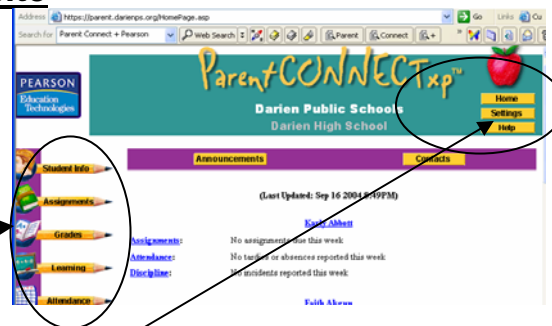 Address https://parent.darienps.org/HomePage.asp Go Links Cu
Search for Parent Connect + Pearson Web Search Parent Connect +
ParentCONNECTxp™
PEARSON
Education
Technologies
Darien Public Schools
Darien High School
Home
Settings
Help
Announcements Contacts
Student Info
Assignments
Grades
Learning
Attendance
(Last Updated: Sep 16 2004 8:49PM)
Karly Abbott
Assignments: No assignments due this week
Attendance: No tardies or absences reported this week
Discipline: No incidents reported this week
Faith